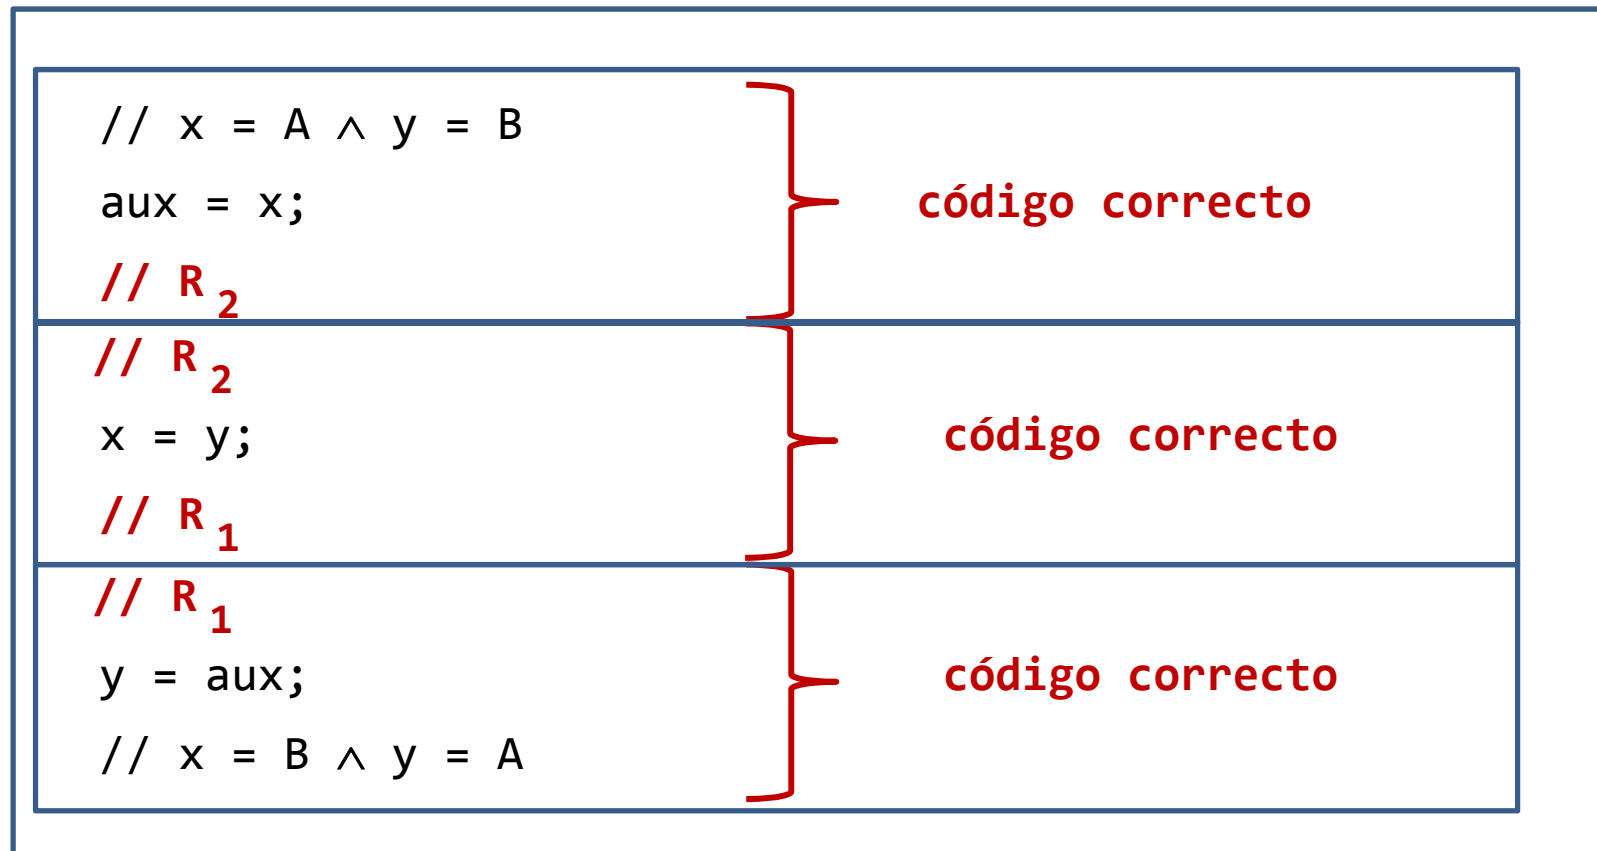 // x = A ∧ y = B
aux = x;
código correcto
// R 2
// R 2
x = y;
código correcto
// R 1
// R 1
y = aux;
código correcto
// x = B ∧ y = A